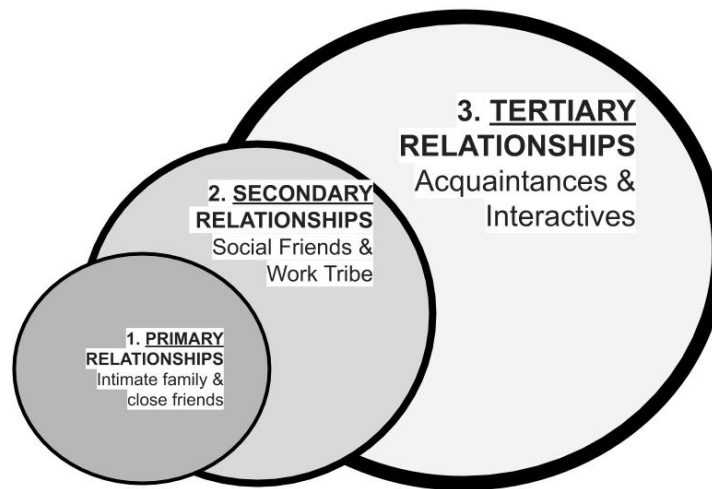 3. TERTIARY
RELATIONSHIPS
Acquaintances &
Interactives
2. SECONDARY
RELATIONSHIPS
Social Friends &
Work Tribe
1. PRIMARY
RELATIONSHIPS
Intimate family &
close friends